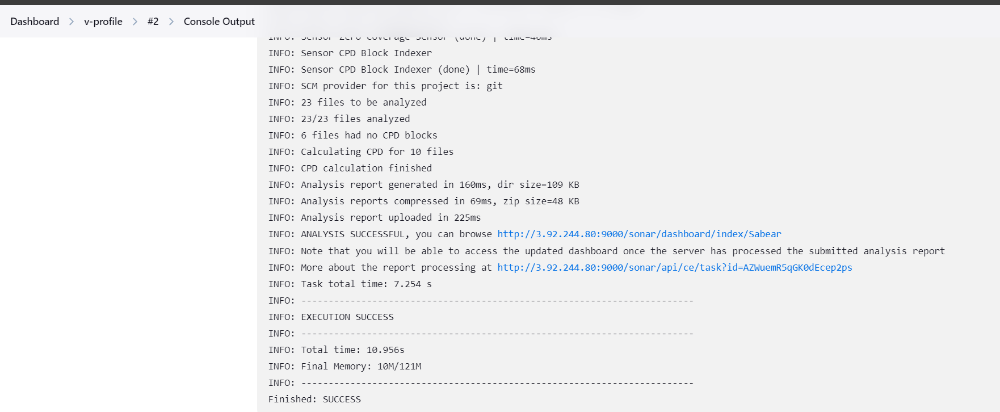 Dashboard > v-profile > #2 > Console Output
INFO: Sensor Zero Coverage Sensor (done) | time=40ms
INFO: Sensor CPD Block Indexer
INFO: Sensor CPD Block Indexer (done) | time=68ms
INFO: SCM provider for this project is: git
INFO: 23 files to be analyzed
INFO: 23/23 files analyzed
INFO: 6 files had no CPD blocks
INFO: Calculating CPD for 10 files
INFO: CPD calculation finished
INFO: Analysis report generated in 160ms, dir size=109 KB
INFO: Analysis reports compressed in 69ms, zip size=48 KB
INFO: Analysis report uploaded in 225ms
INFO: ANALYSIS SUCCESSFUL, you can browse http://3.92.244.80:9000/sonar/dashboard/index/Sabear
INFO: Note that you will be able to access the updated dashboard once the server has processed the submitted analysis report
INFO: More about the report processing at http://3.92.244.80:9000/sonar/api/ce/task?id=AZWuemR5qGK0dEcep2ps
INFO: Task total time: 7.254 s
INFO: ------------------------------------------------------------------------
INFO: EXECUTION SUCCESS
INFO: ------------------------------------------------------------------------
INFO: Total time: 10.956s
INFO: Final Memory: 10M/121M
INFO: ------------------------------------------------------------------------
Finished: SUCCESS